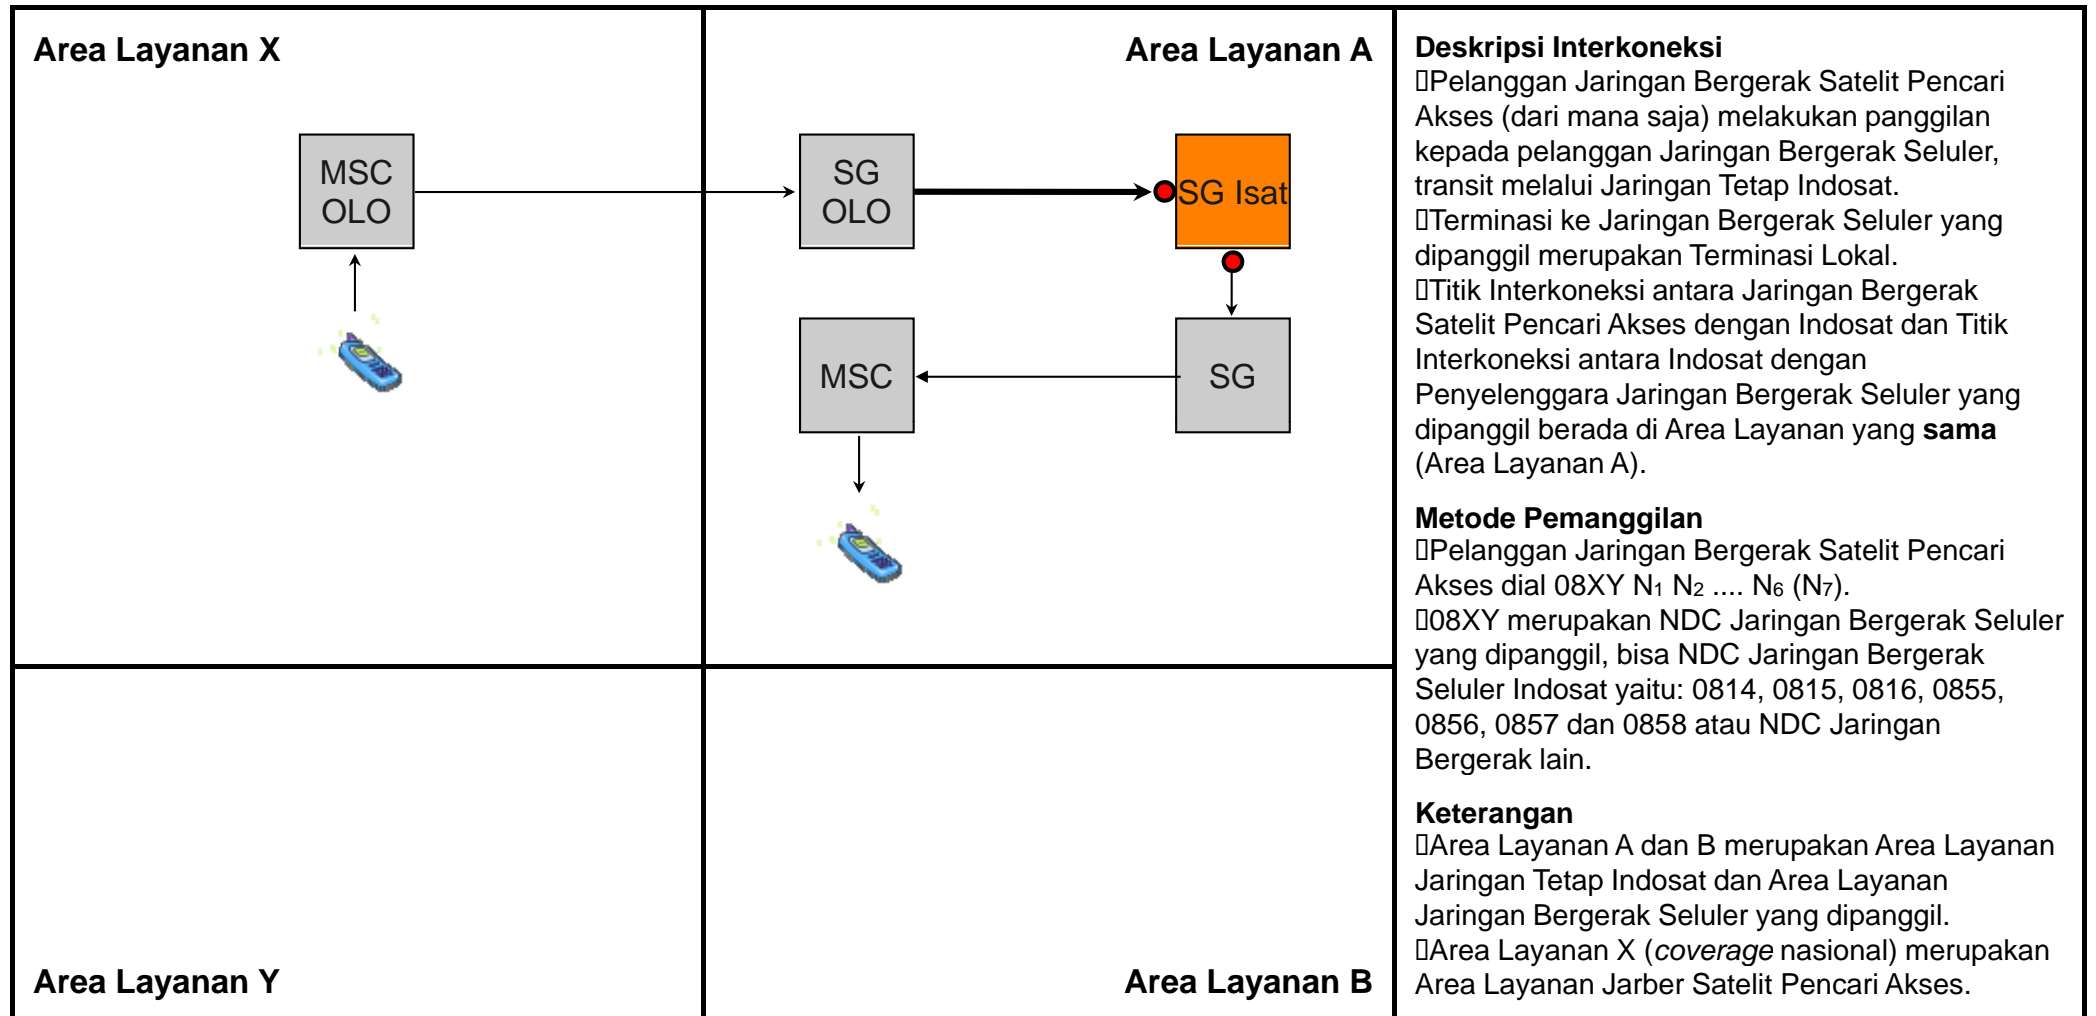 Area Layanan X
Area Layanan A
MSC
OLO
SG
OLO
SG Isat
MSC
SG
Area Layanan Y
Area Layanan B
Deskripsi Interkoneksi
Pelanggan Jaringan Bergerak Satelit Pencari
Akses (dari mana saja) melakukan panggilan
kepada pelanggan Jaringan Bergerak Seluler,
transit melalui Jaringan Tetap Indosat.
Terminasi ke Jaringan Bergerak Seluler yang
dipanggil merupakan Terminasi Lokal.
Titik Interkoneksi antara Jaringan Bergerak
Satelit Pencari Akses dengan Indosat dan Titik
Interkoneksi antara Indosat dengan
Penyelenggara Jaringan Bergerak Seluler yang
dipanggil berada di Area Layanan yang sama
(Area Layanan A).
Metode Pemanggilan
Pelanggan Jaringan Bergerak Satelit Pencari
Akses dial 08XY N1 N2 .... N6 (N7).
08XY merupakan NDC Jaringan Bergerak Seluler
yang dipanggil, bisa NDC Jaringan Bergerak
Seluler Indosat yaitu: 0814, 0815, 0816, 0855,
0856, 0857 dan 0858 atau NDC Jaringan
Bergerak lain.
Keterangan
Area Layanan A dan B merupakan Area Layanan
Jaringan Tetap Indosat dan Area Layanan
Jaringan Bergerak Seluler yang dipanggil.
Area Layanan X (coverage nasional) merupakan
Area Layanan Jarber Satelit Pencari Akses.